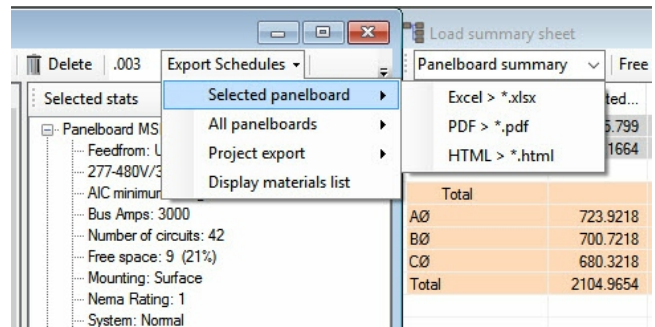 Load summary sheet
Delete .003 Export Schedules
Panelboard summary Free
Selected stats
Selected panelboard
All panelboards
Project export
Display materials list
Excel > *.xlsx
PDF > *.pdf
HTML > *.html
ted...
5.799
1664
Panelboard MS
Feedfrom: U
277-480V/3
AIC minimum
Bus Amps: 3000
Number of circuits: 42
Free space: 9 (21%)
Mounting: Surface
Nema Rating: 1
System: Normal
Total
AØ 723.9218
BØ 700.7218
CØ 680.3218
Total 2104.9654